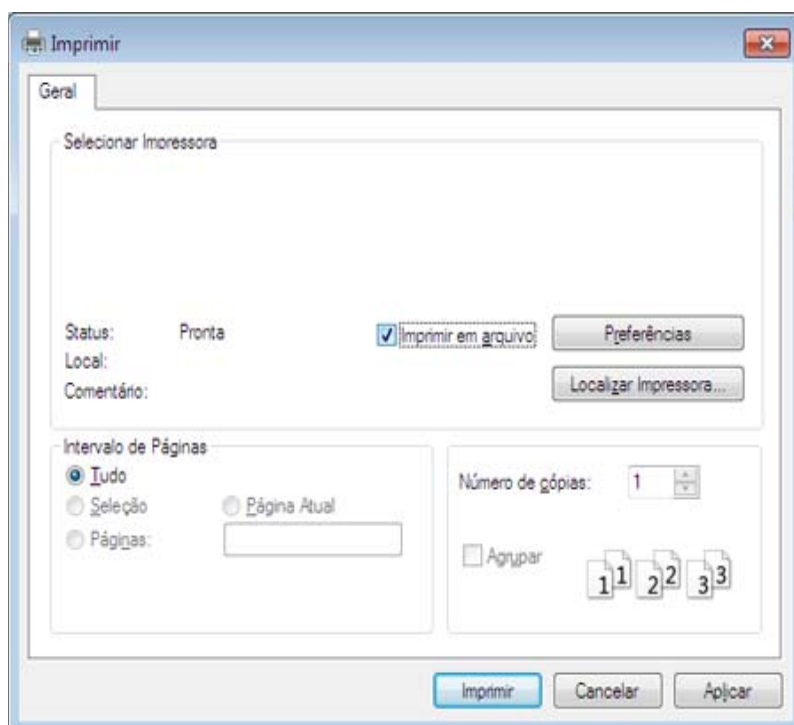 Imprimir
Geral
Selecionar Impressora
Status: Pronta
Imprimir em arquivo
Preferências
Local:
Comentário:
Localizar Impressora...
Intervalo de Páginas
Tudo
Seleção
Página Atual
Páginas:
Número de cópias: 1
Agrupar
1 1 2 2 3 3
Imprimir Cancelar Aplicar